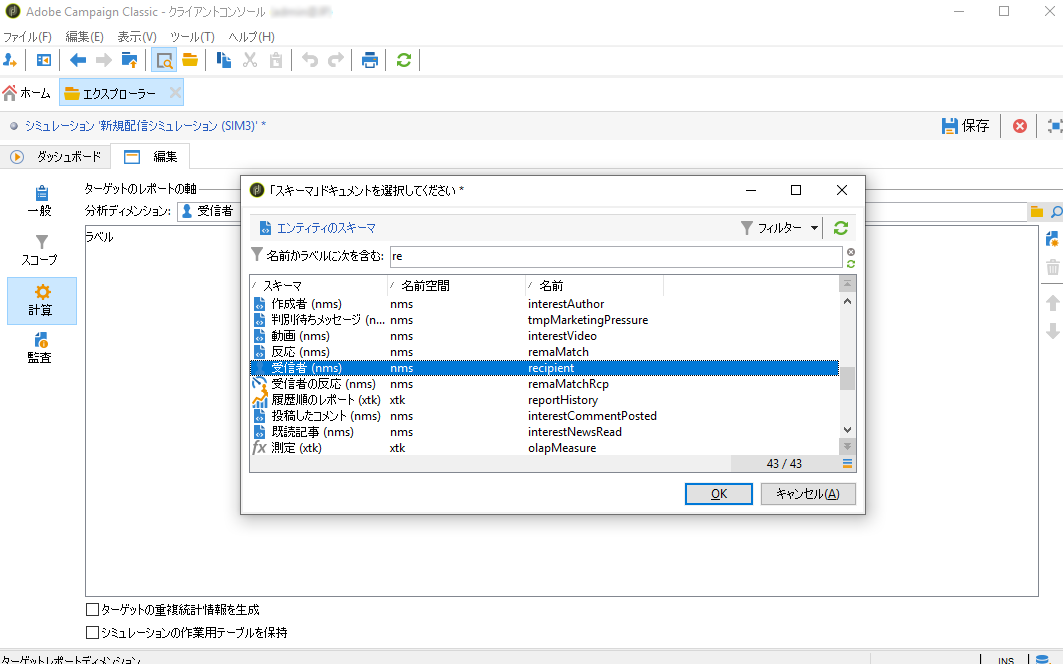 Adobe Campaign Classic - クライアントコンソール
ファイル(F) 編集(E) 表示(V) ツール(T) ヘルプ(H)
ホーム エクスプローラー
シミュレーション '新規配信シミュレーション (SIM3)' *
保存
ダッシュボード 編集
一般
スコープ
計算
監査
ターゲットのレポートの軸
分析ディメンション: 受信者
ラベル
「スキーマ」ドキュメントを選択してください *
エンティティのスキーマ フィルター
名前かラベルに次を含む: re
スキーマ 名前空間 名前
作成者 (nms) nms interestAuthor
判別待ちメッセージ (n... nms tmpMarketingPressure
動画 (nms) nms interestVideo
反応 (nms) nms remaMatch
受信者 (nms) nms recipient
受信者の反応 (nms) nms remaMatchRcp
履歴順のレポート (xtk) xtk reportHistory
投稿したコメント (nms) nms interestCommentPosted
既読記事 (nms) nms interestNewsRead
測定 (xtk) xtk olapMeasure
43 / 43
OK キャンセル(A)
ターゲットの重複統計情報を生成
シミュレーションの作業用テーブルを保持
ターゲットレポートディメンション INS